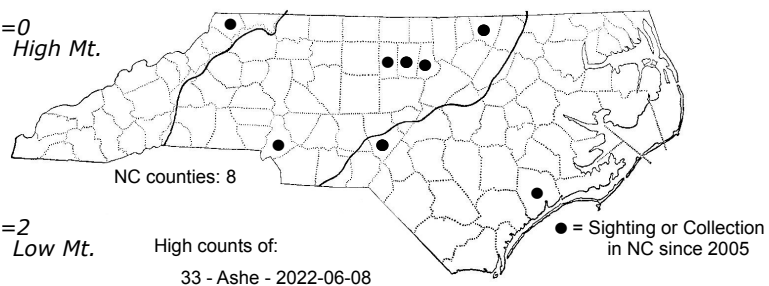 =0
High Mt.
NC counties: 8
=2
Low Mt.
High counts of:
33 - Ashe - 2022-06-08
● = Sighting or Collection
in NC since 2005